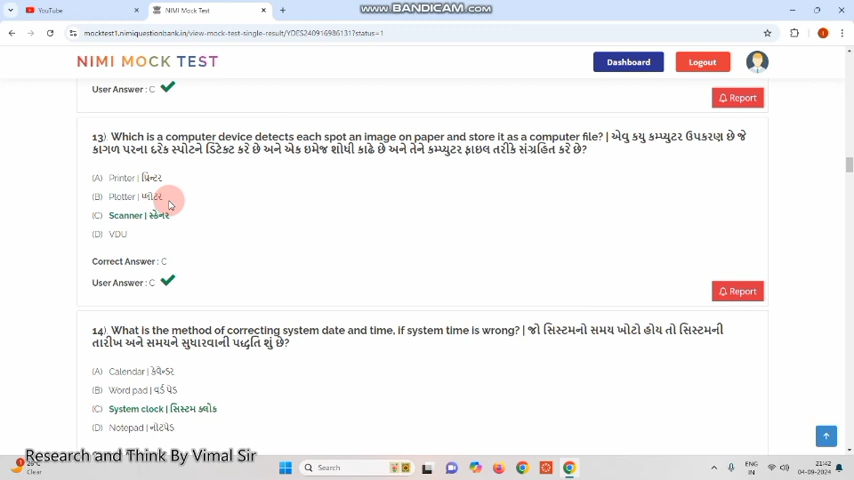 www.BANDICAM.com
YouTube
NIMI Mock Test
mocktest1.nimiquestionbank.in/view-mock-test-single-result/YDES24091698613 1?status=1
NIMI MOCK TEST
Dashboard
Logout
User Answer : C
Report
13). Which is a computer device detects each spot an image on paper and store it as a computer file? | એવુ કયુ કમ્પ્યુટર ઉપકરણ છે જે
કાગળ પરના દરેક સ્પોટને ડિટેક્ટ કરે છે અને એક ઇમેજ શોધી કાઢે છે અને તેને કમ્પ્યુટર ફાઇલ તરીકે સંગ્રહિત કરે છે?
(A) Printer | પ્રિન્ટર
(B) Plotter | પ્લોટર
(C) Scanner | સ્કેનર
(D) VDU
Correct Answer : C
User Answer : C
Report
14). What is the method of correcting system date and time, if system time is wrong? | જો સિસ્ટમનો સમય ખોટો હોય તો સિસ્ટમની
તારીખ અને સમયને સુધારવાની પધ્ધતિ શું છે?
(A) Calendar | કેલેન્ડર
(B) Word pad | વર્ડ પેડ
(C) System clock | સિસ્ટમ ક્લોક
(D) Notepad | નોટપેડ
Research and Think By Vimal Sir
Clear
Search
ENG
IN
21:42
04-09-2024